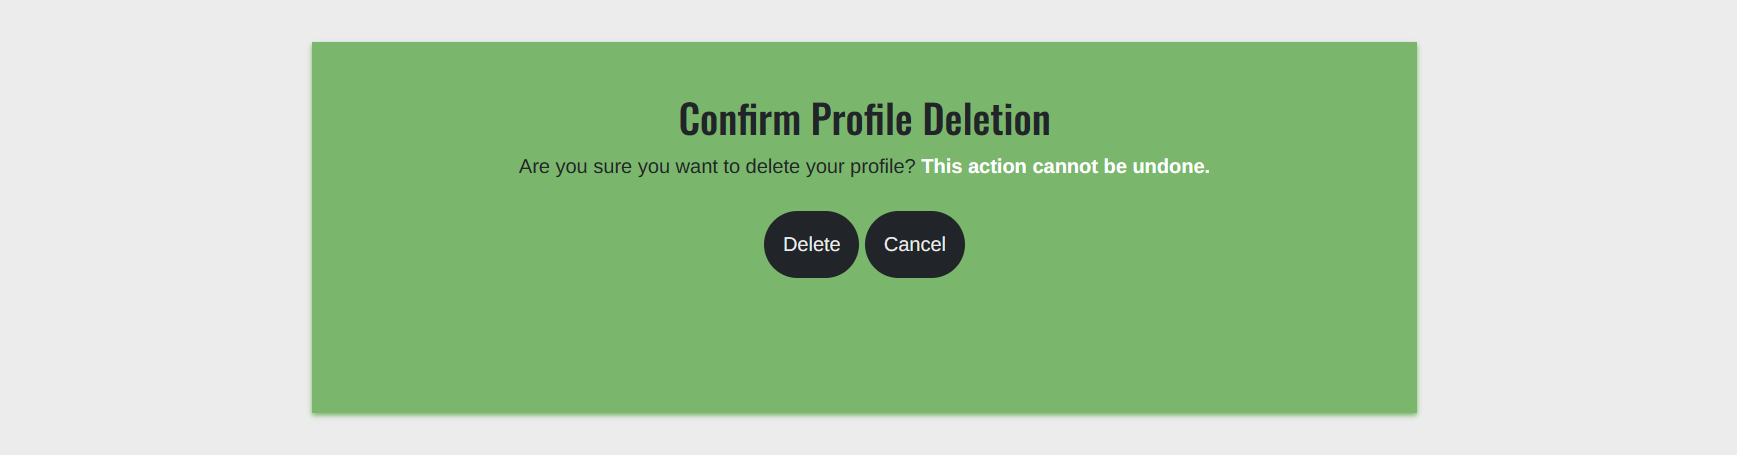 Confirm Profile Deletion
Are you sure you want to delete your profile? This action cannot be undone.
Delete Cancel